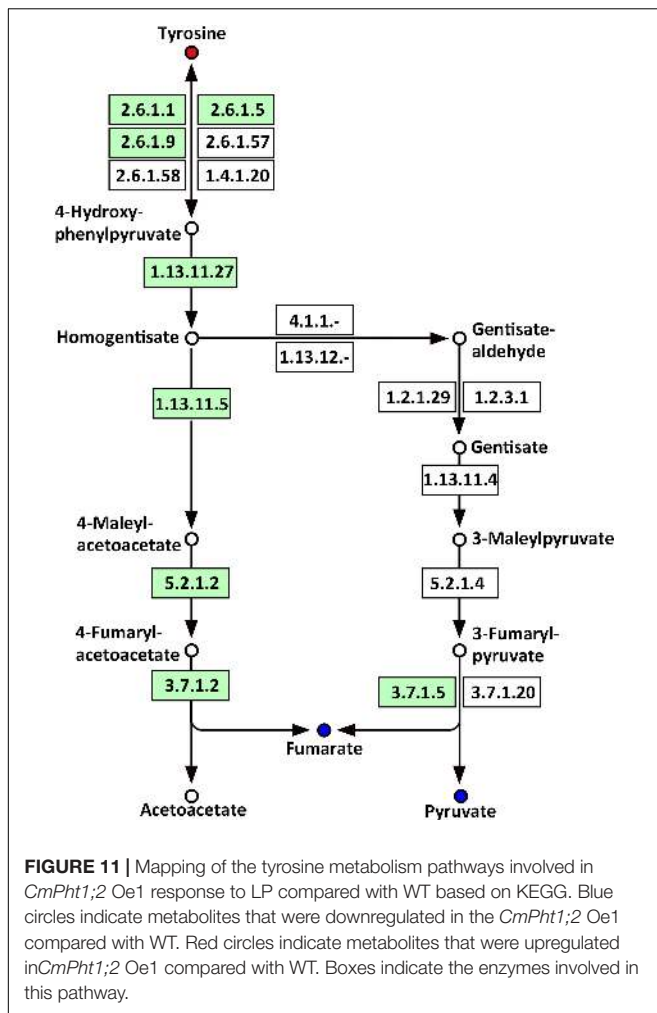 Tyrosine
2.6.1.1 2.6.1.5
2.6.1.9 2.6.1.57
2.6.1.58 1.4.1.20
4-Hydroxy-
phenylpyruvate
1.13.11.27
Homogentisate
4.1.1.-
1.13.12.-
Gentisate-
aldehyde
1.13.11.5
1.2.1.29 1.2.3.1
Gentisate
1.13.11.4
4-Maleyl-
acetoacetate
3-Maleylpyruvate
5.2.1.2
5.2.1.4
4-Fumaryl-
acetoacetate
3-Fumaryl-
pyruvate
3.7.1.2
3.7.1.5 3.7.1.20
Fumarate
Acetoacetate
Pyruvate
FIGURE 11 | Mapping of the tyrosine metabolism pathways involved in
CmPht1;2 Oe1 response to LP compared with WT based on KEGG. Blue
circles indicate metabolites that were downregulated in the CmPht1;2 Oe1
compared with WT. Red circles indicate metabolites that were upregulated
inCmPht1;2 Oe1 compared with WT. Boxes indicate the enzymes involved in
this pathway.